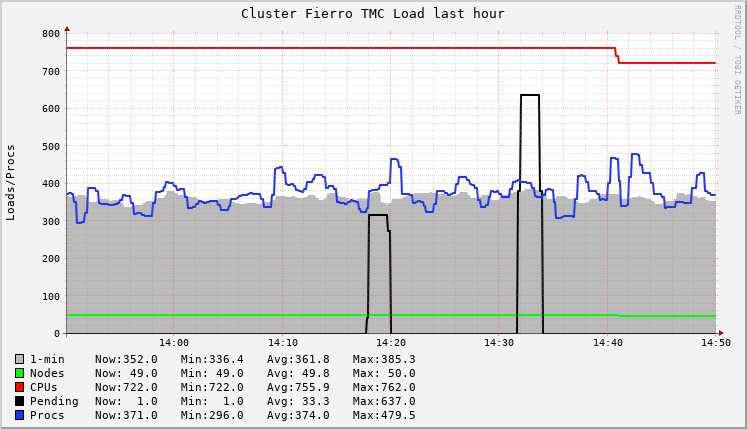 Cluster Fierro TMC Load last hour
RRDTOOL / TOBI OETIKER
Loads/Procs
800
700
600
500
400
300
200
100
0
14:00 14:10 14:20 14:30 14:40 14:50
1-min Now:352.0 Min:336.4 Avg:361.8 Max:385.3
Nodes Now: 49.0 Min: 49.0 Avg: 49.8 Max: 50.0
CPUs Now:722.0 Min:722.0 Avg:755.9 Max:762.0
Pending Now: 1.0 Min: 1.0 Avg: 33.3 Max:637.0
Procs Now:371.0 Min:296.0 Avg:374.0 Max:479.5